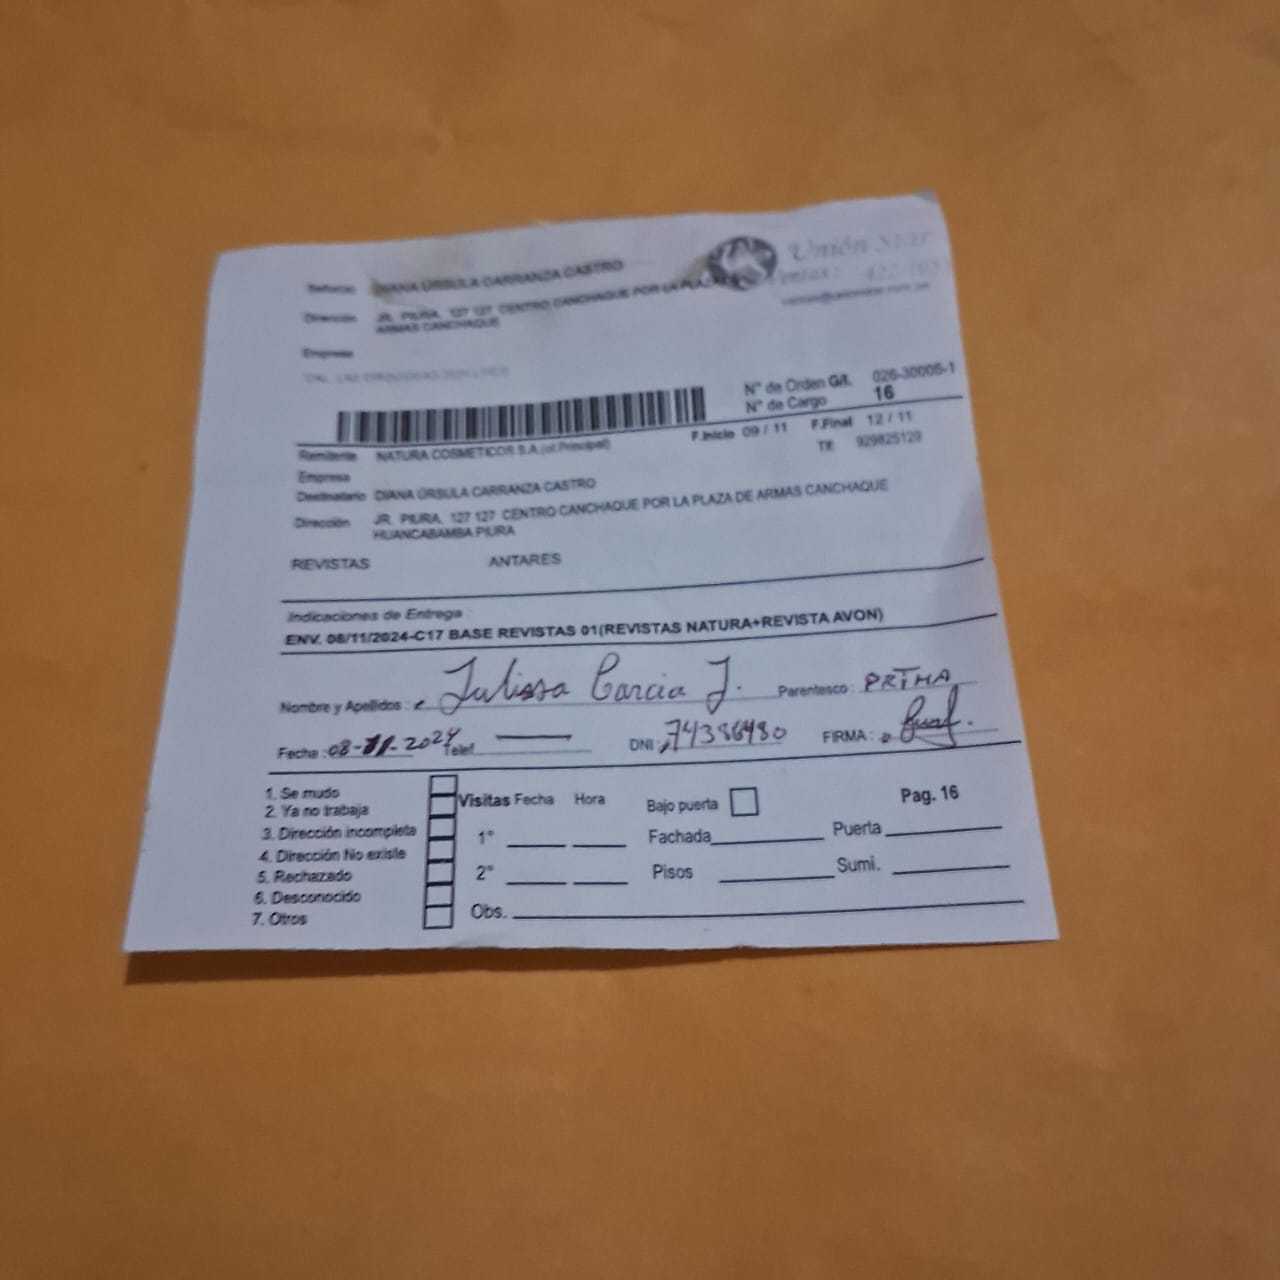 Señores DIANA ÚRSULA CARRANZA CASTRO
Unión Star
Dirección JR. PIURA, 127 127 CENTRO CANCHAQUE POR LA PLAZA
ARMAS CANCHAQUE
Empresa
N° de Orden G/I. 026-30005-1
N° de Cargo 16
F.Inicio 09 / 11 F.Final 12 / 11
Remitente NATURA COSMETICOS S.A.(of.Principal)
Tlf. 929825129
Empresa
Destinatario DIANA ÚRSULA CARRANZA CASTRO
Dirección JR. PIURA, 127 127 CENTRO CANCHAQUE POR LA PLAZA DE ARMAS CANCHAQUE
HUANCABAMBA PIURA
REVISTAS ANTARES
Indicaciones de Entrega :
ENV. 08/11/2024-C17 BASE REVISTAS 01(REVISTAS NATURA+REVISTA AVON)
Nombre y Apellidos : Julissa Garcia J. Parentesco : PRIMA
Fecha : 08-11-2024 Telef. DNI : 74386480 FIRMA :
1. Se mudo
2. Ya no trabaja
3. Dirección incompleta
4. Dirección No existe
5. Rechazado
6. Desconocido
7. Otros
Visitas Fecha Hora Bajo puerta Pag. 16
1° Fachada Puerta
2° Pisos Sumi.
Obs.